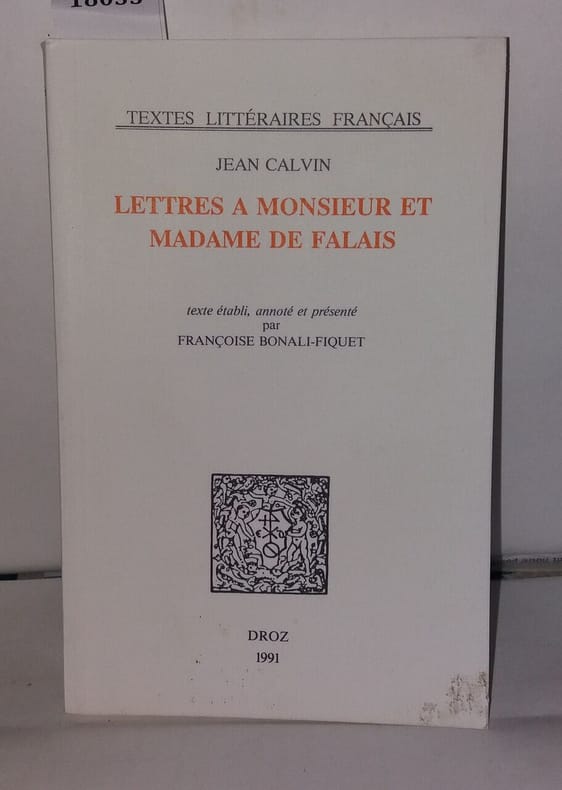 TEXTES LITTÉRAIRES FRANÇAIS
JEAN CALVIN
LETTRES A MONSIEUR ET
MADAME DE FALAIS
texte établi, annoté et présenté
par
FRANÇOISE BONALI-FIQUET
DROZ
1991